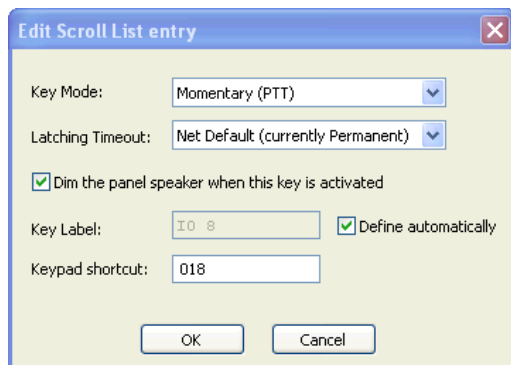 Edit Scroll List entry
Key Mode: Momentary (PTT)
Latching Timeout: Net Default (currently Permanent)
Dim the panel speaker when this key is activated
Key Label: IO 8 Define automatically
Keypad shortcut: 018
OK Cancel